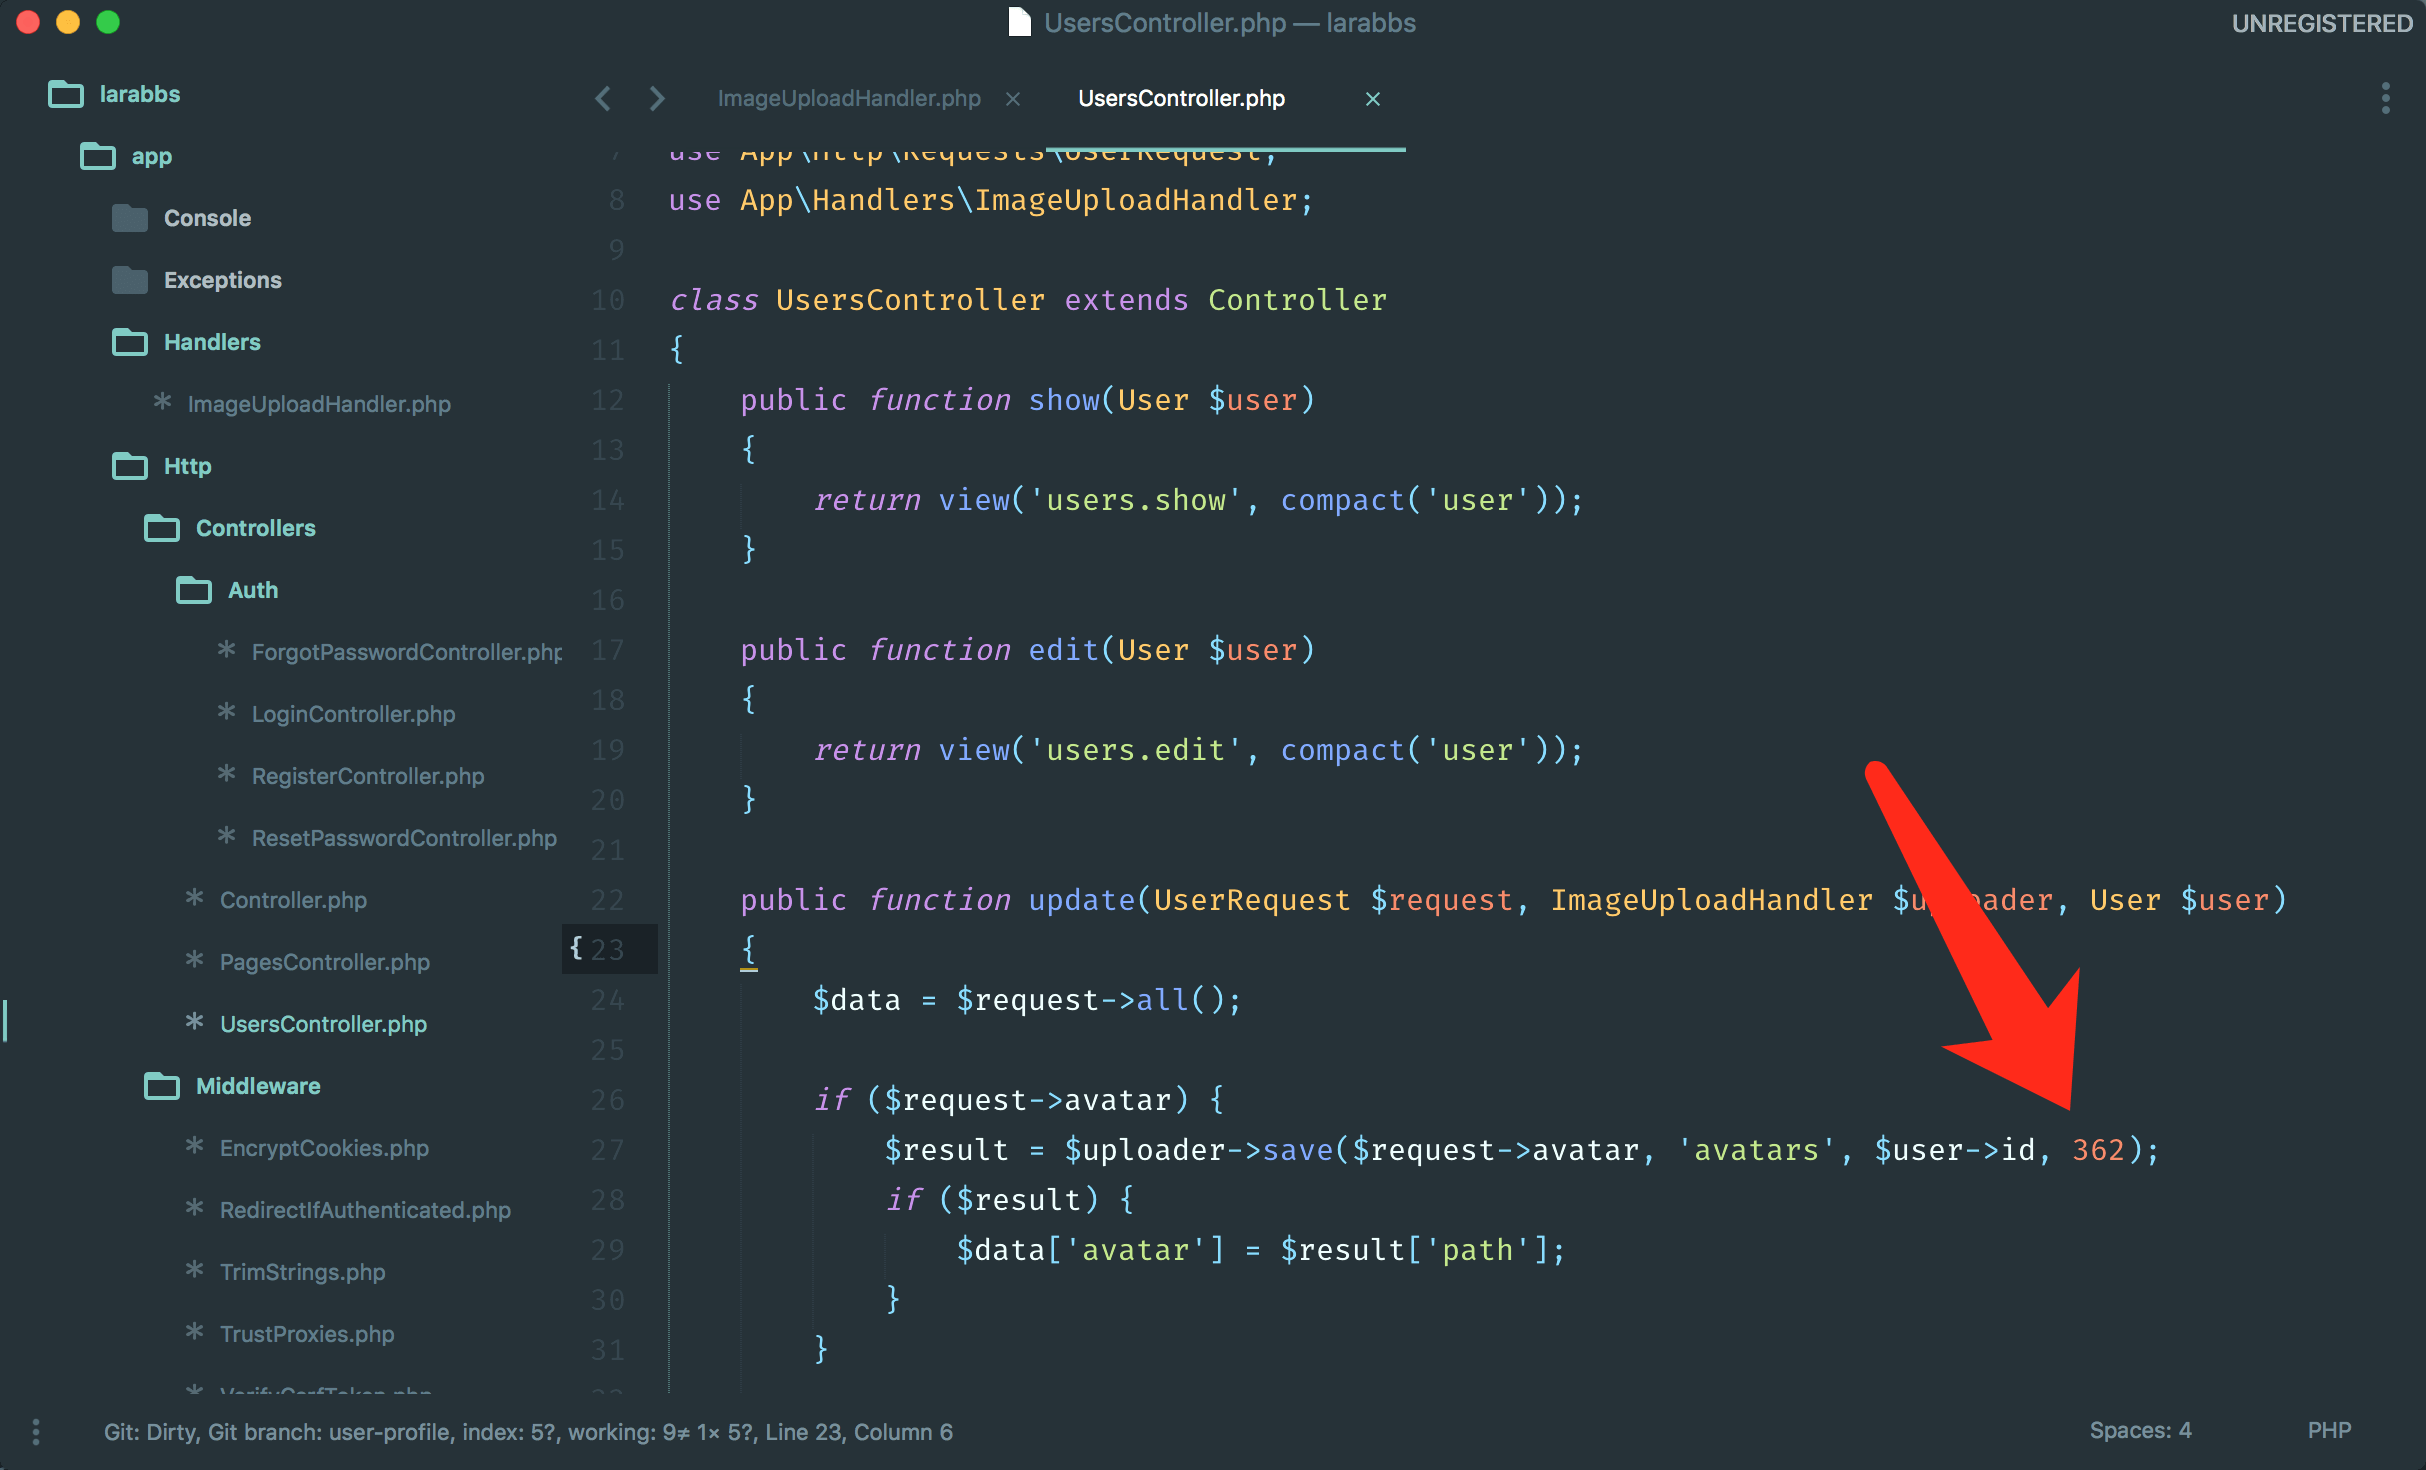 UsersController.php — larabbs
UNREGISTERED
larabbs
app
Console
Exceptions
Handlers
* ImageUploadHandler.php
Http
Controllers
Auth
* ForgotPasswordController.php
* LoginController.php
* RegisterController.php
* ResetPasswordController.php
* Controller.php
* PagesController.php
* UsersController.php
Middleware
* EncryptCookies.php
* RedirectIfAuthenticated.php
* TrimStrings.php
* TrustProxies.php
* VerifyCsrfToken.php
ImageUploadHandler.php ×
UsersController.php ×
7 use App\Http\Requests\UserRequest;
8 use App\Handlers\ImageUploadHandler;
9
10 class UsersController extends Controller
11 {
12     public function show(User $user)
13     {
14         return view('users.show', compact('user'));
15     }
16
17     public function edit(User $user)
18     {
19         return view('users.edit', compact('user'));
20     }
21
22     public function update(UserRequest $request, ImageUploadHandler $uploader, User $user)
{ 23     {
24         $data = $request->all();
25
26         if ($request->avatar) {
27             $result = $uploader->save($request->avatar, 'avatars', $user->id, 362);
28             if ($result) {
29                 $data['avatar'] = $result['path'];
30             }
31         }
32
Git: Dirty, Git branch: user-profile, index: 5?, working: 9≠ 1× 5?, Line 23, Column 6
Spaces: 4
PHP